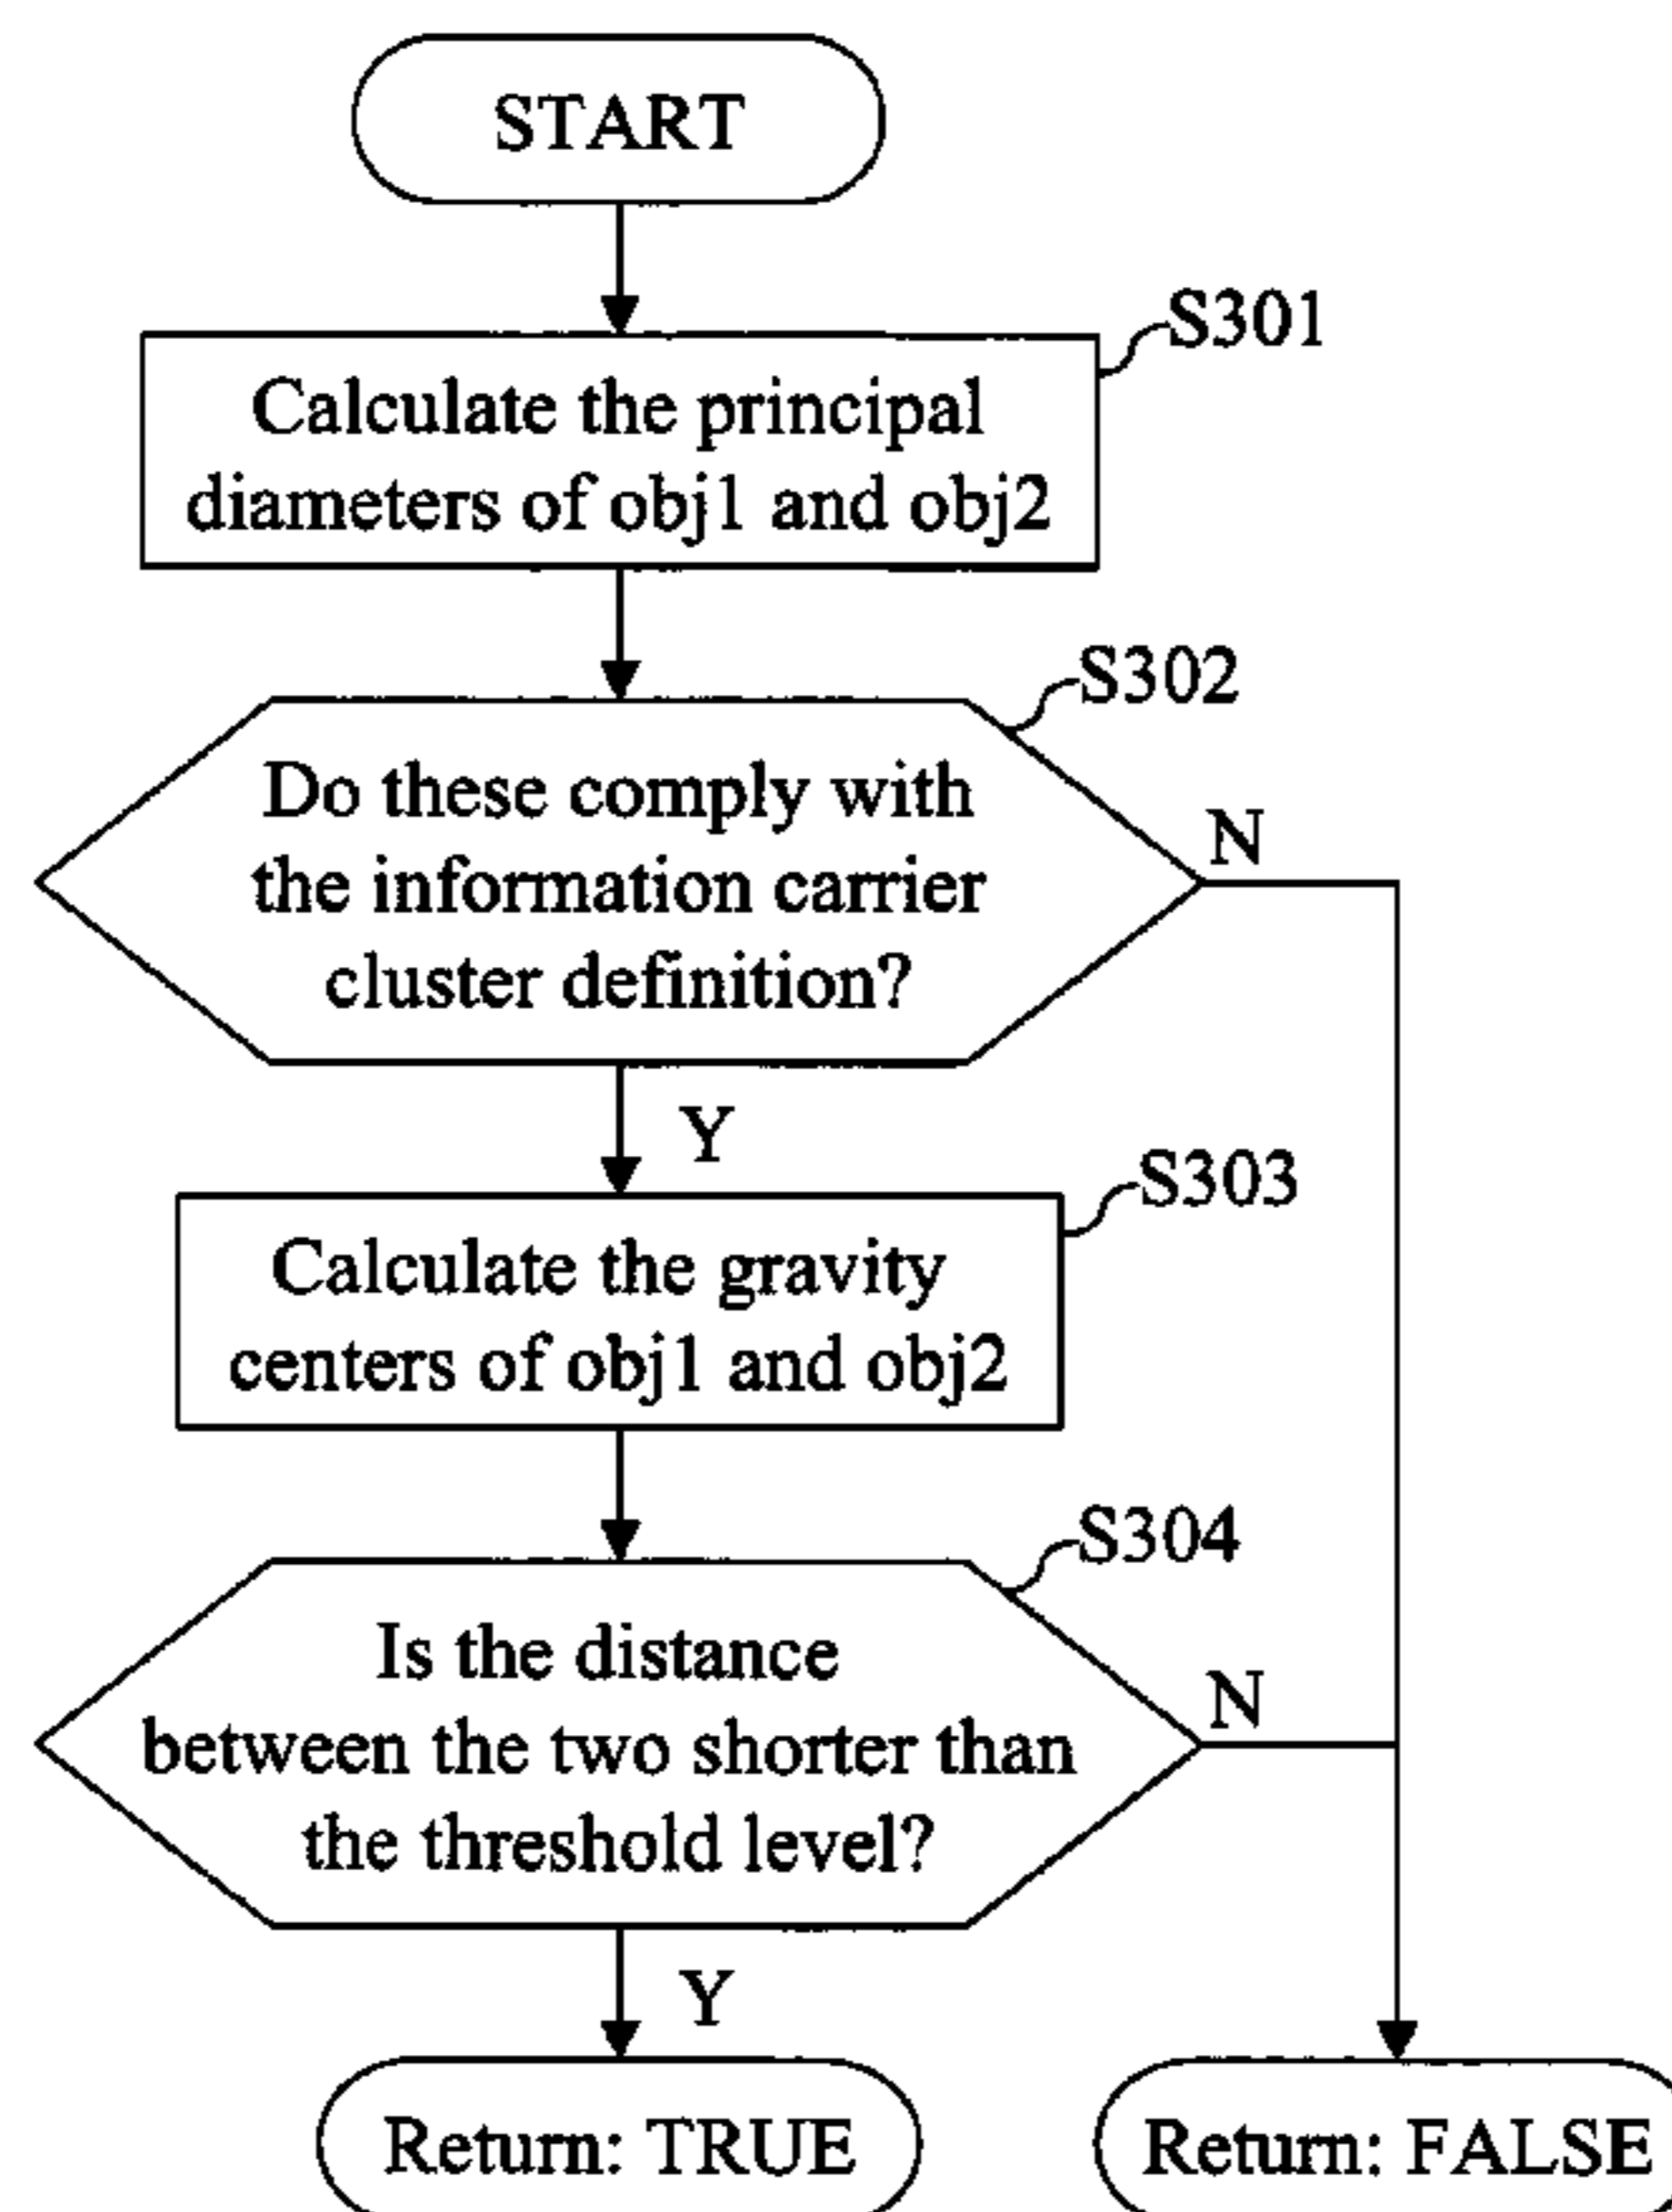 START
S301
Calculate the principal
diameters of obj1 and obj2
S302
Do these comply with
the information carrier
cluster definition?
N
Y
S303
Calculate the gravity
centers of obj1 and obj2
S304
Is the distance
between the two shorter than
the threshold level?
N
Y
Return: TRUE
Return: FALSE